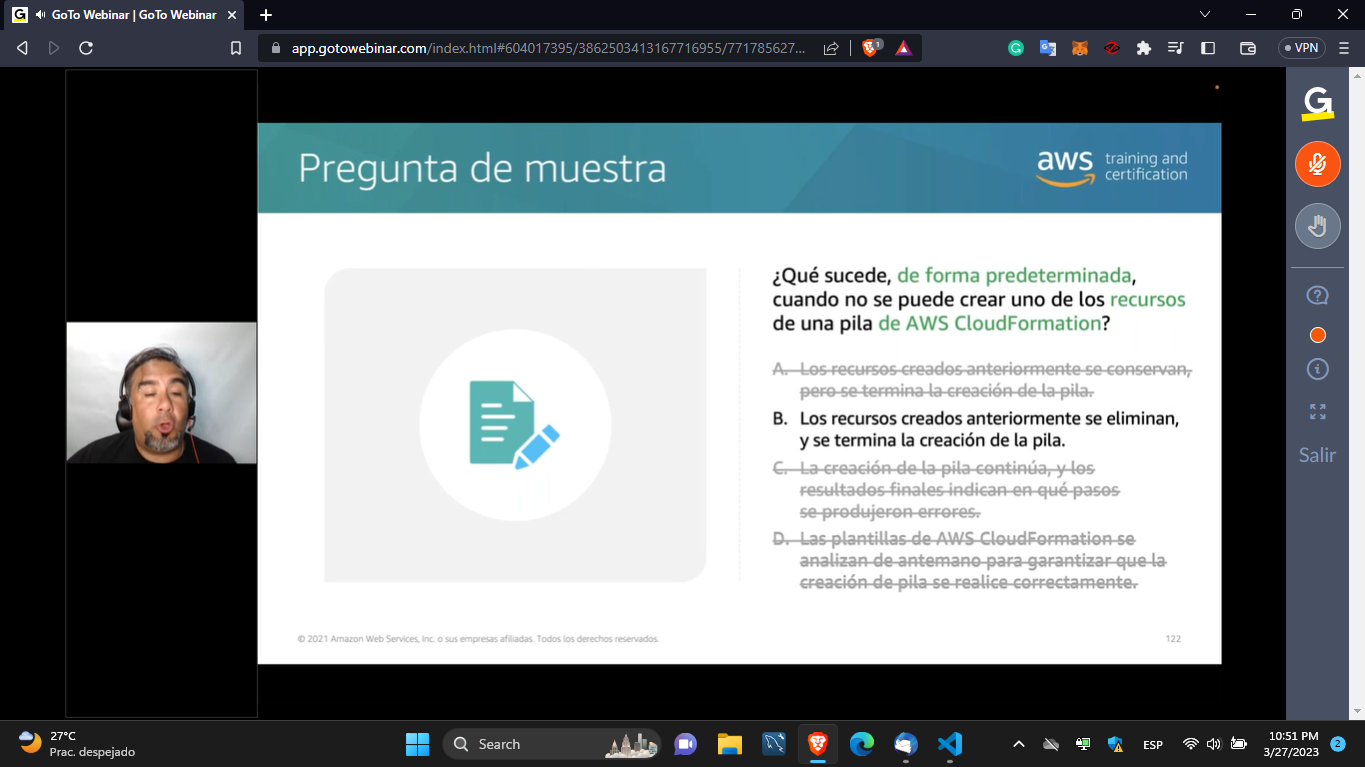 GoTo Webinar | GoTo Webinar
app.gotowebinar.com/index.html#604017395/3862503413167716955/771785627...
1
VPN
Pregunta de muestra
aws training and certification
¿Qué sucede, de forma predeterminada,
cuando no se puede crear uno de los recursos
de una pila de AWS CloudFormation?
A. Los recursos creados anteriormente se conservan,
pero se termina la creación de la pila.
B. Los recursos creados anteriormente se eliminan,
y se termina la creación de la pila.
C. La creación de la pila continúa, y los
resultados finales indican en qué pasos
se produjeron errores.
D. Las plantillas de AWS CloudFormation se
analizan de antemano para garantizar que la
creación de pila se realice correctamente.
© 2021 Amazon Web Services, Inc. o sus empresas afiliadas. Todos los derechos reservados.
122
Salir
27°C
Prac. despejado
Search
ESP
10:51 PM
3/27/2023
2